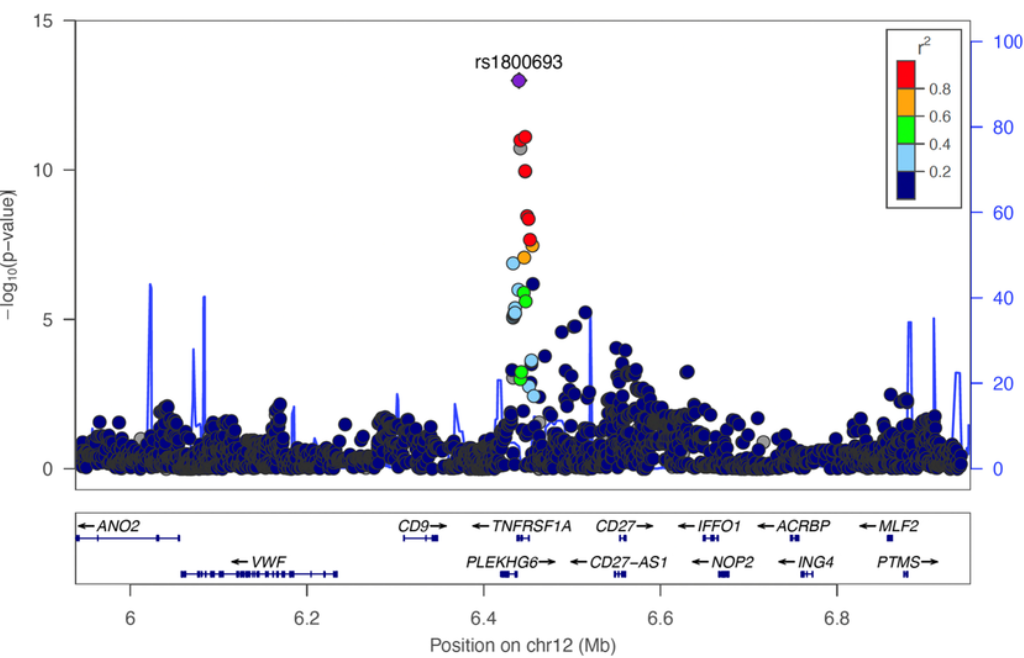 15
10
5
0
−log10(p−value)
rs1800693
r2
0.8
0.6
0.4
0.2
100
80
60
40
20
0
←ANO2 CD9→ ←TNFRSF1A CD27→ ←IFFO1 ←ACRBP ←MLF2
←VWF PLEKHG6→ ←CD27−AS1 ←NOP2 ←ING4 PTMS→
6 6.2 6.4 6.6 6.8
Position on chr12 (Mb)